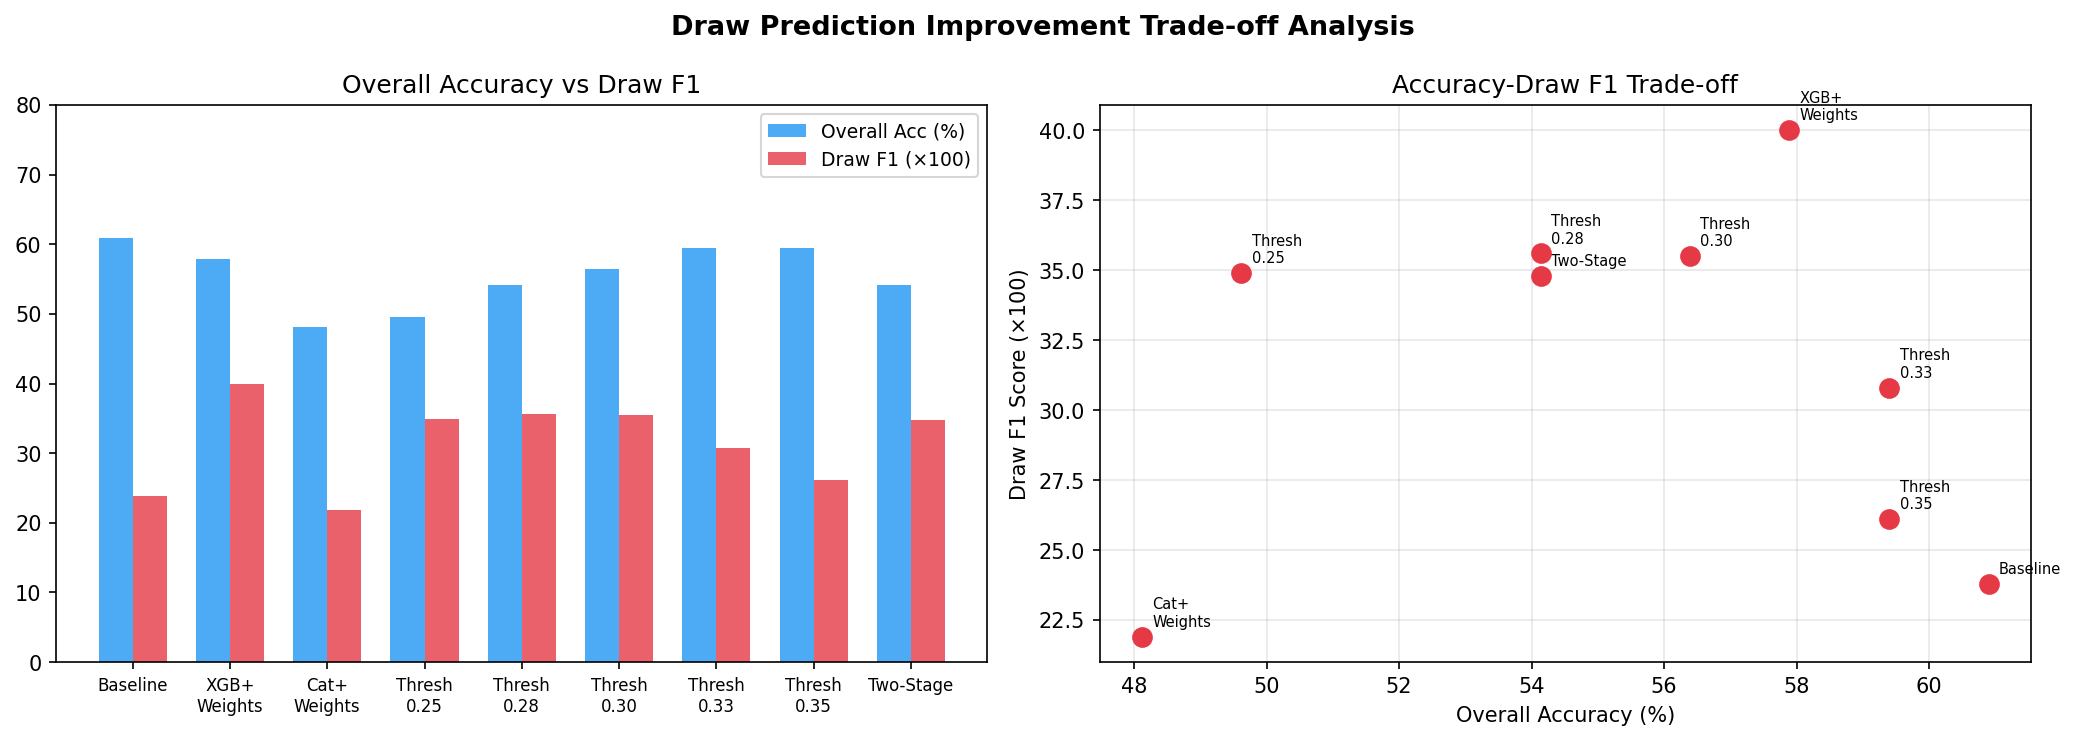 Draw Prediction Improvement Trade-off Analysis
Overall Accuracy vs Draw F1
80
70
60
50
40
30
20
10
0
Overall Acc (%)
Draw F1 (×100)
Baseline
XGB+
Weights
Cat+
Weights
Thresh
0.25
Thresh
0.28
Thresh
0.30
Thresh
0.33
Thresh
0.35
Two-Stage
Accuracy-Draw F1 Trade-off
Draw F1 Score (×100)
40.0
37.5
35.0
32.5
30.0
27.5
25.0
22.5
XGB+
Weights
Thresh
0.25
Thresh
0.28
Two-Stage
Thresh
0.30
Thresh
0.33
Thresh
0.35
Baseline
Cat+
Weights
48
50
52
54
56
58
60
Overall Accuracy (%)